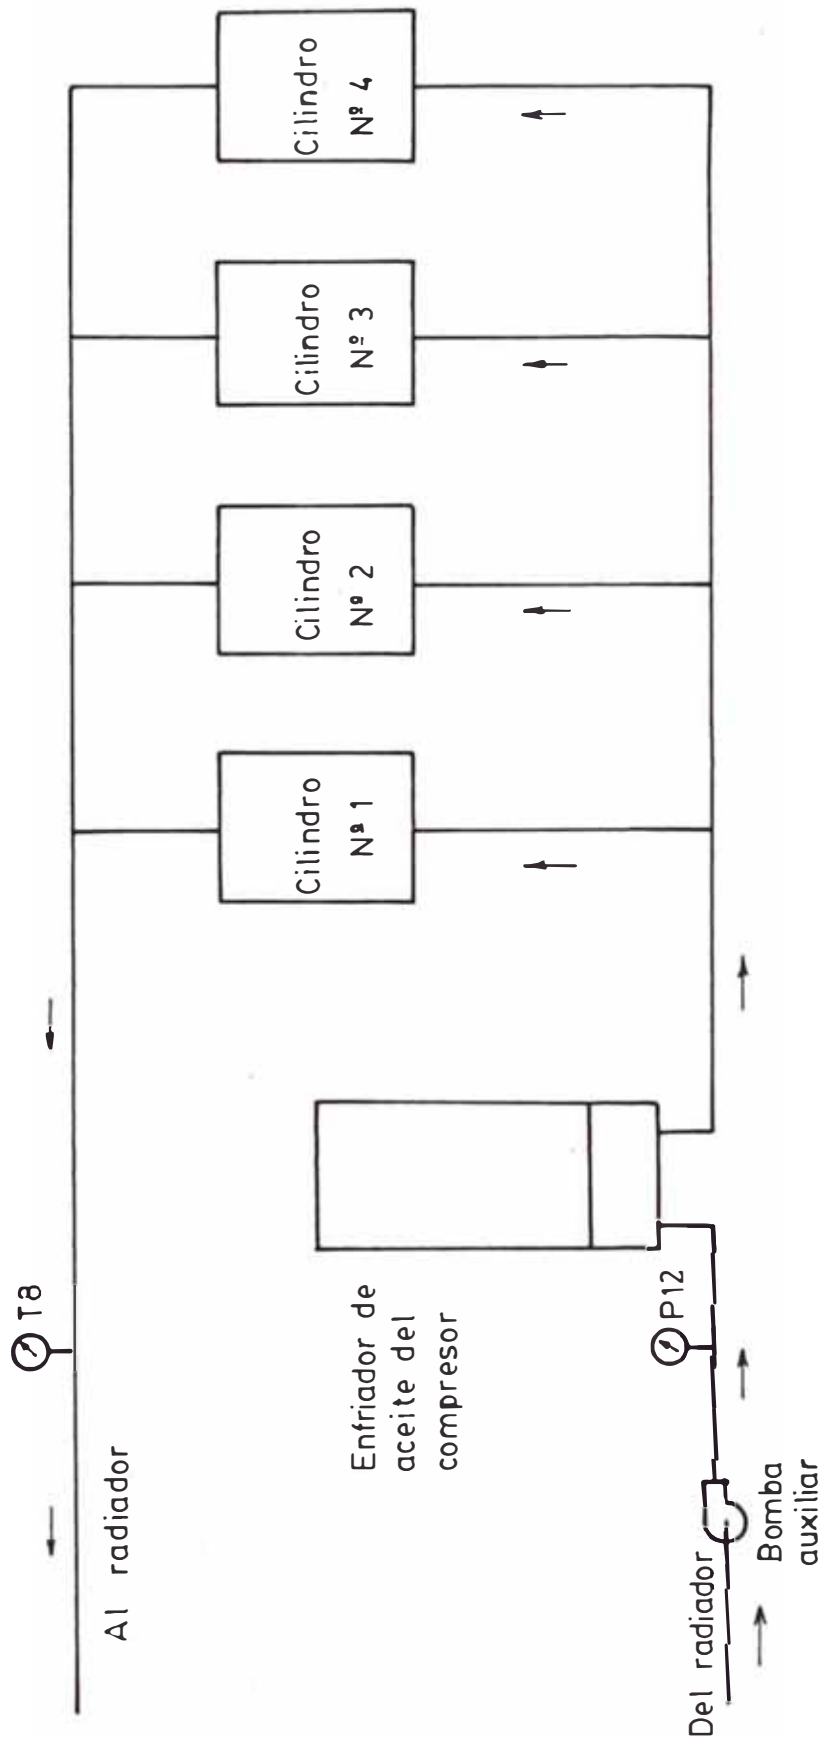 Al radiador
T8
Enfriador de
aceite del
compresor
Cilindro
Nº 1
Cilindro
Nº 2
Cilindro
Nº 3
Cilindro
Nº 4
Del radiador
Bomba
auxiliar
P12